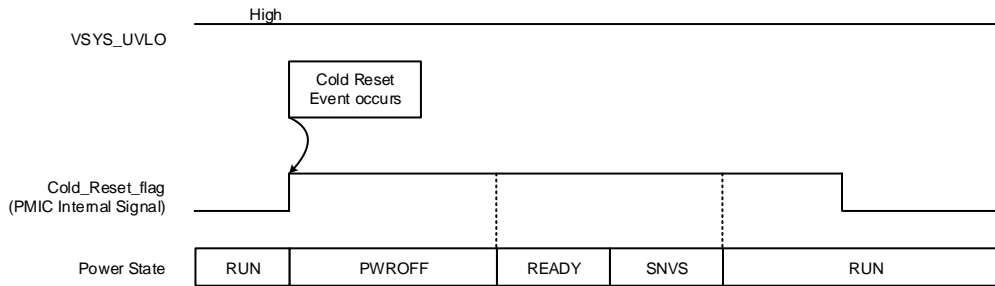 High
VSYS_UVLO
Cold Reset
Event occurs
Cold_Reset_flag
(PMIC Internal Signal)
Power State
RUN
PWROFF
READY
SNVS
RUN